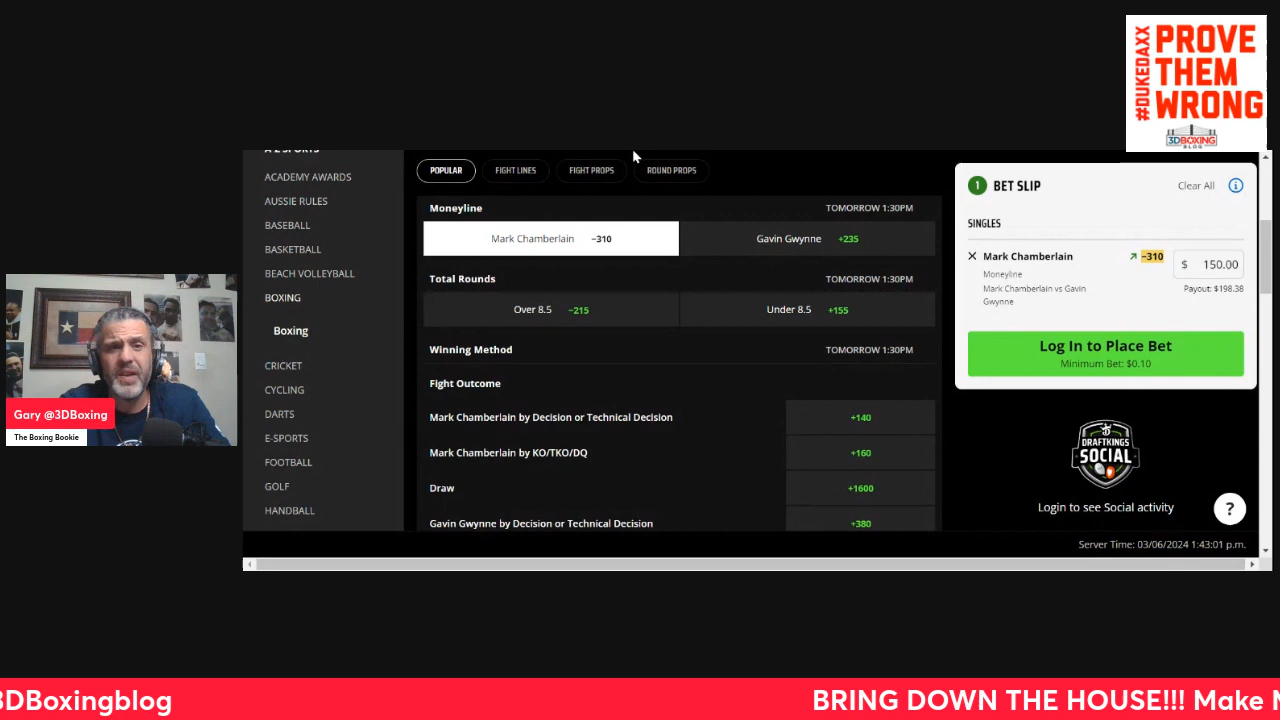 #DUKEDAXX
PROVE
THEM
WRONG
3DBOXING
BLOG
ACADEMY AWARDS
AUSSIE RULES
BASEBALL
BASKETBALL
BEACH VOLLEYBALL
BOXING
Boxing
CRICKET
CYCLING
DARTS
E-SPORTS
FOOTBALL
GOLF
HANDBALL
POPULAR FIGHT LINES FIGHT PROPS ROUND PROPS
Moneyline TOMORROW 1:30PM
Mark Chamberlain −310 Gavin Gwynne +235
Total Rounds TOMORROW 1:30PM
Over 8.5 −215 Under 8.5 +155
Winning Method TOMORROW 1:30PM
Fight Outcome
Mark Chamberlain by Decision or Technical Decision +140
Mark Chamberlain by KO/TKO/DQ +160
Draw +1600
Gavin Gwynne by Decision or Technical Decision +380
1 BET SLIP Clear All i
SINGLES
Mark Chamberlain −310 $ 150.00
Moneyline
Mark Chamberlain vs Gavin Payout: $198.38
Gwynne
Log In to Place Bet
Minimum Bet: $0.10
DRAFTKINGS
SOCIAL
Login to see Social activity
?
Server Time: 03/06/2024 1:43:01 p.m.
Gary @3DBoxing
The Boxing Bookie
3DBoxingblog BRING DOWN THE HOUSE!!! Make